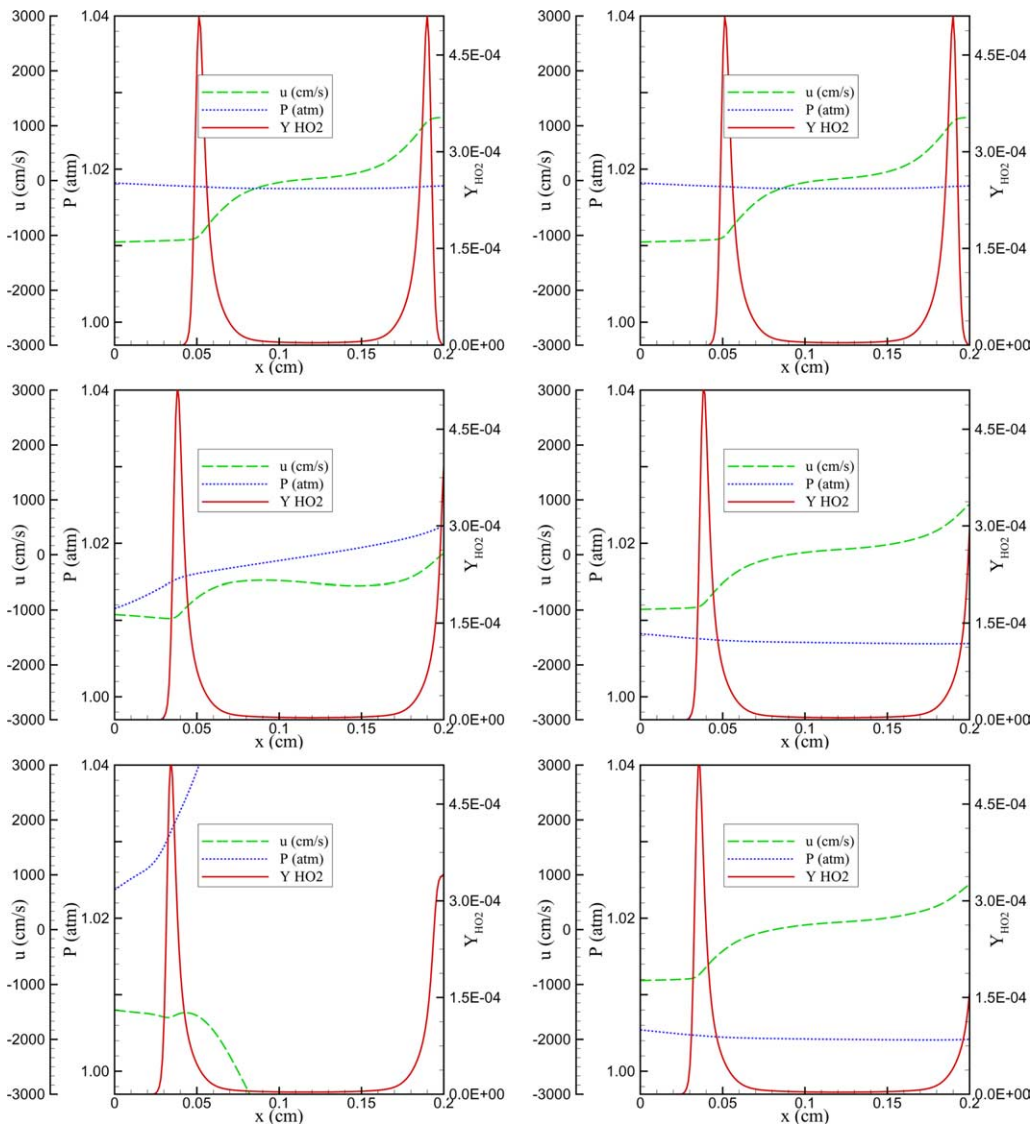 3000 1.04
2000 4.5E-04
u (cm/s)
P (atm)
Y HO2
1000 3.0E-04
0 1.02
u (cm/s) P (atm) Y_HO2
-1000 1.5E-04
-2000 1.00
-3000 0.0E+00
0 0.05 0.1 0.15 0.2
x (cm)
3000 1.04
2000 4.5E-04
u (cm/s)
P (atm)
Y HO2
1000 3.0E-04
0 1.02
u (cm/s) P (atm) Y_HO2
-1000 1.5E-04
-2000 1.00
-3000 0.0E+00
0 0.05 0.1 0.15 0.2
x (cm)
3000 1.04
2000 4.5E-04
u (cm/s)
P (atm)
Y HO2
1000 3.0E-04
0 1.02
u (cm/s) P (atm) Y_HO2
-1000 1.5E-04
-2000 1.00
-3000 0.0E+00
0 0.05 0.1 0.15 0.2
x (cm)
3000 1.04
2000 4.5E-04
u (cm/s)
P (atm)
Y HO2
1000 3.0E-04
0 1.02
u (cm/s) P (atm) Y_HO2
-1000 1.5E-04
-2000 1.00
-3000 0.0E+00
0 0.05 0.1 0.15 0.2
x (cm)
3000 1.04
2000 4.5E-04
u (cm/s)
P (atm)
Y HO2
1000 3.0E-04
0 1.02
u (cm/s) P (atm) Y_HO2
-1000 1.5E-04
-2000 1.00
-3000 0.0E+00
0 0.05 0.1 0.15 0.2
x (cm)
3000 1.04
2000 4.5E-04
u (cm/s)
P (atm)
Y HO2
1000 3.0E-04
0 1.02
u (cm/s) P (atm) Y_HO2
-1000 1.5E-04
-2000 1.00
-3000 0.0E+00
0 0.05 0.1 0.15 0.2
x (cm)